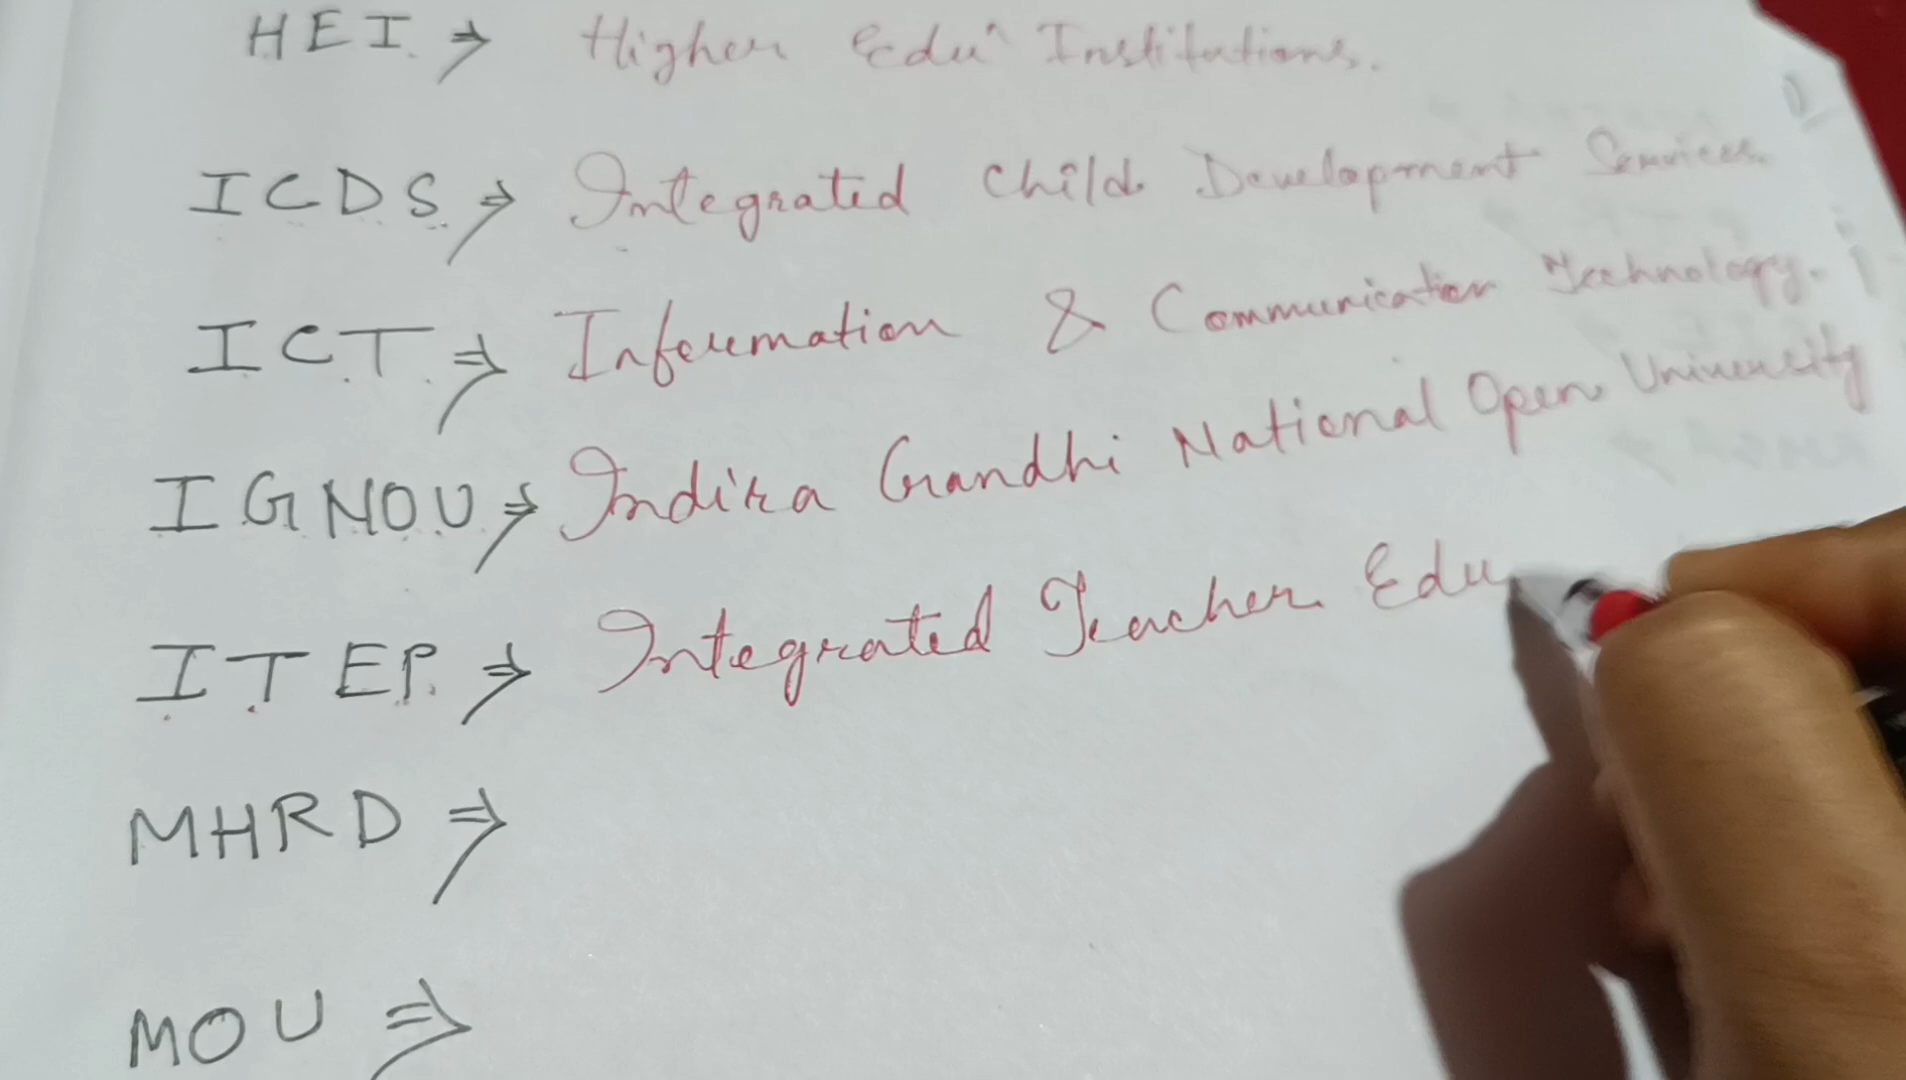 HEI ⇒ Higher Eduⁿ Institutions.
ICDS ⇒ Integrated Child Development Services.
ICT ⇒ Information & Communication Technology.
IGNOU ⇒ Indira Gandhi National Open University
ITEP ⇒ Integrated Teacher Edu
MHRD ⇒
MOU ⇒